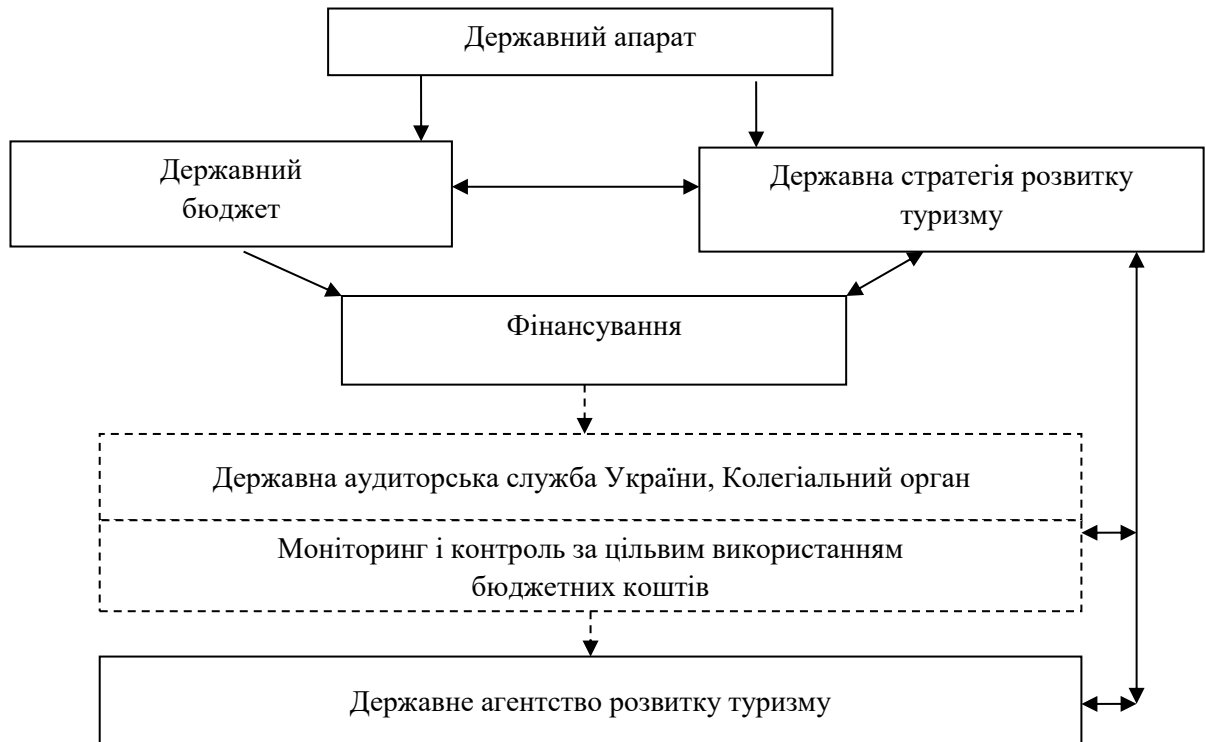 Державний апарат
Державний
бюджет
Державна стратегія розвитку
туризму
Фінансування
Державна аудиторська служба України, Колегіальний орган
Моніторинг і контроль за цільвим використанням
бюджетних коштів
Державне агентство розвитку туризму